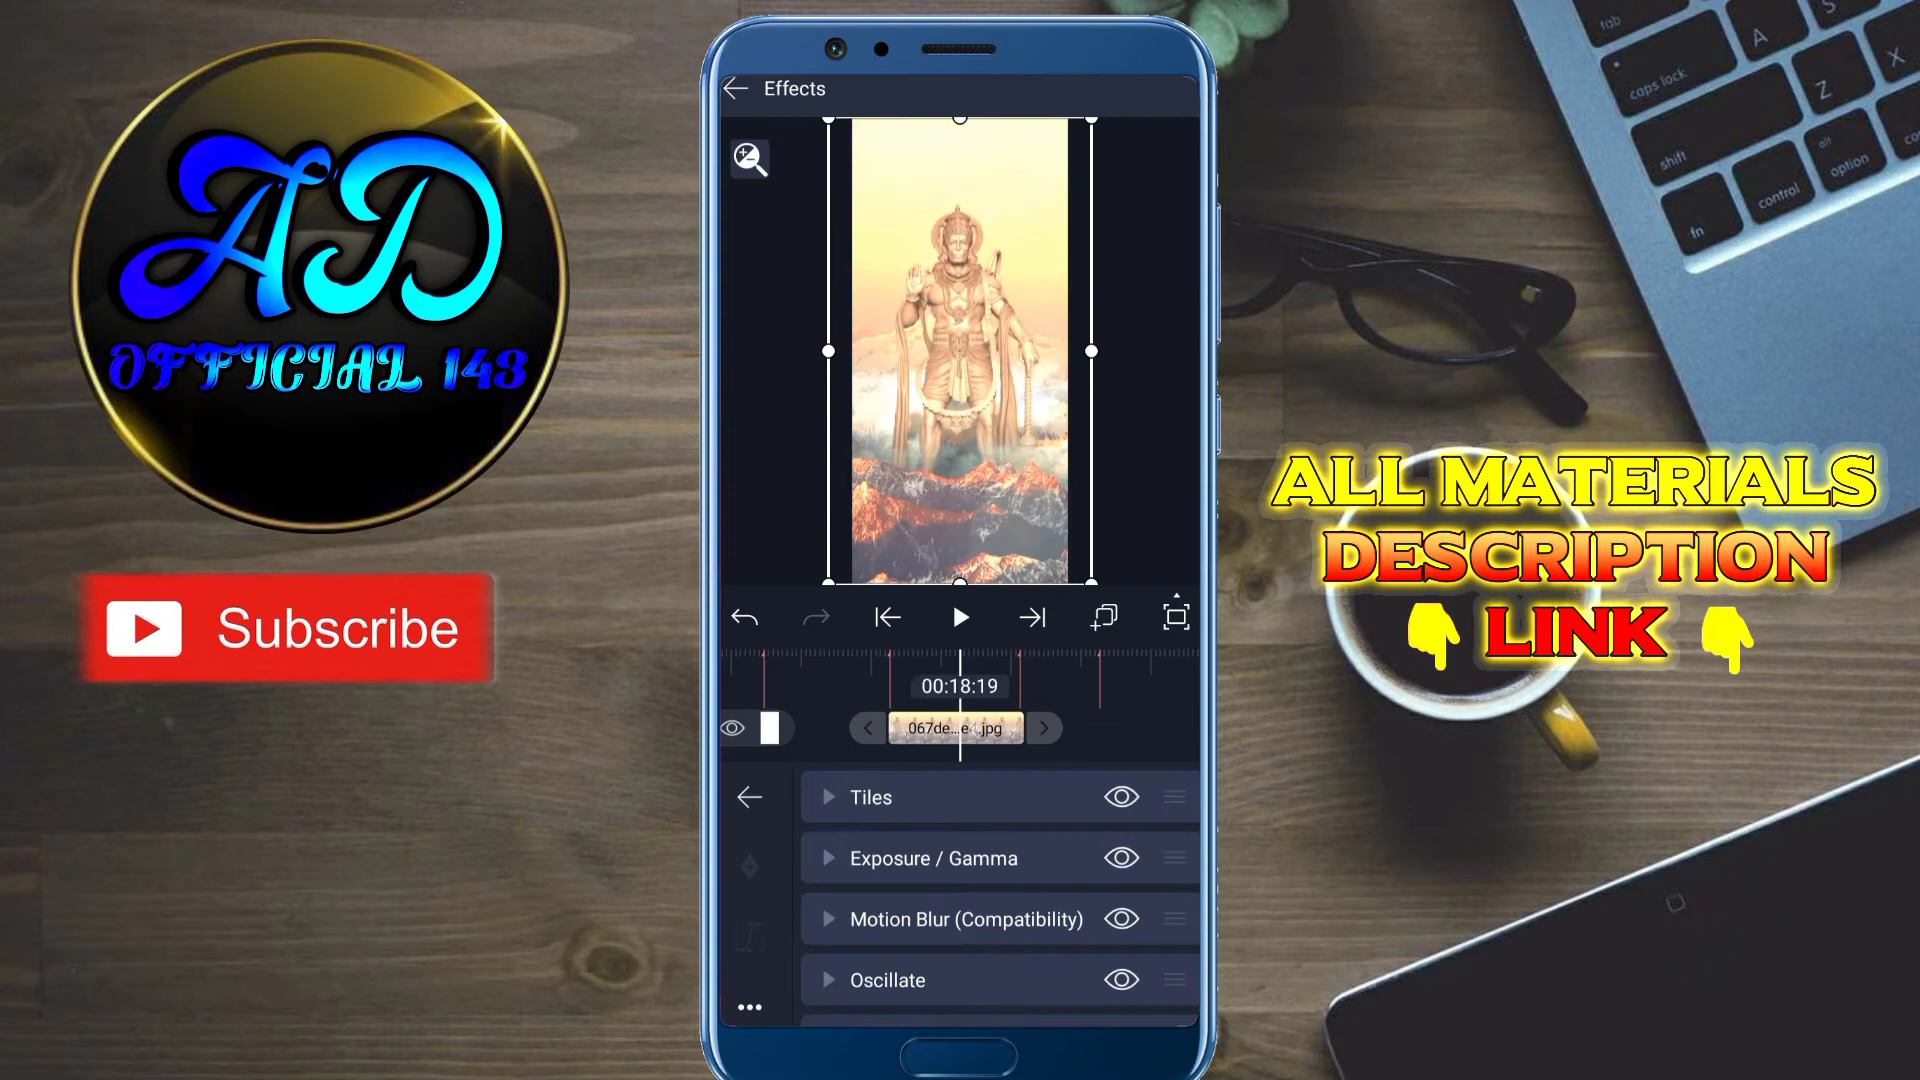 AD
OFFICIAL 143
Subscribe
Effects
00:18:19
067de...e4.jpg
Tiles
Exposure / Gamma
Motion Blur (Compatibility)
Oscillate
ALL MATERIALS
DESCRIPTION
👇 LINK 👇
tab
A
S
caps lock
Z
X
shift
alt
option
control
fn